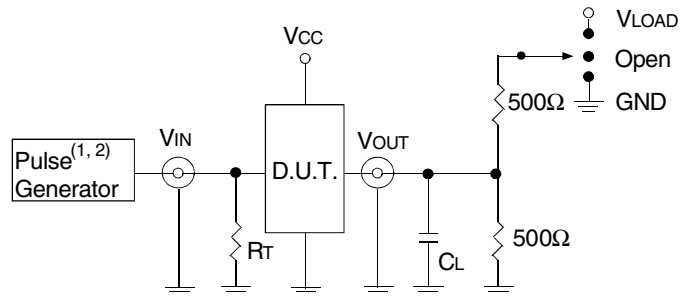 VLOAD
VCC
Open
500Ω
GND
VIN
VOUT
Pulse(1, 2)
Generator
D.U.T.
RT
CL
500Ω